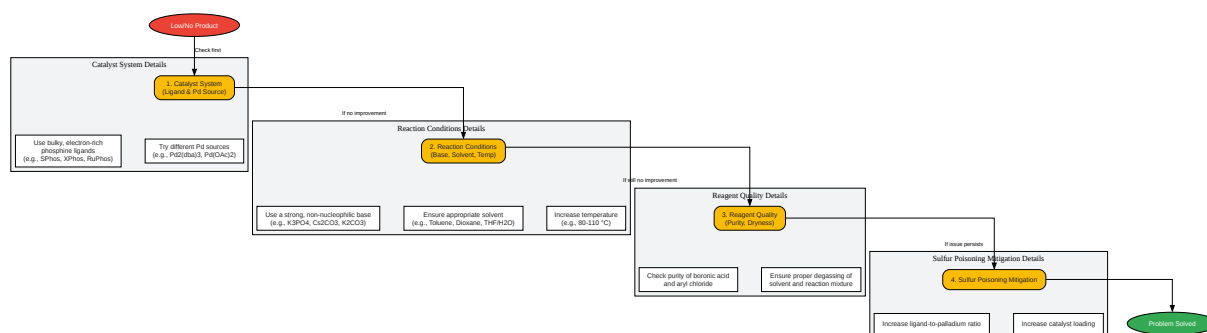 Low/No Product
Check first
Catalyst System Details
1. Catalyst System
(Ligand & Pd Source)
Use bulky, electron-rich
phosphine ligands
(e.g., SPhos, XPhos, RuPhos)
Try different Pd sources
(e.g., Pd2(dba)3, Pd(OAc)2)
If no improvement
Reaction Conditions Details
2. Reaction Conditions
(Base, Solvent, Temp)
Use a strong, non-nucleophilic base
(e.g., K3PO4, Cs2CO3, K2CO3)
Ensure appropriate solvent
(e.g., Toluene, Dioxane, THF/H2O)
Increase temperature
(e.g., 80-110 °C)
If still no improvement
Reagent Quality Details
3. Reagent Quality
(Purity, Dryness)
Check purity of boronic acid
and aryl chloride
Ensure proper degassing of
solvent and reaction mixture
If issue persists
Sulfur Poisoning Mitigation Details
4. Sulfur Poisoning Mitigation
Increase ligand-to-palladium ratio
Increase catalyst loading
Problem Solved